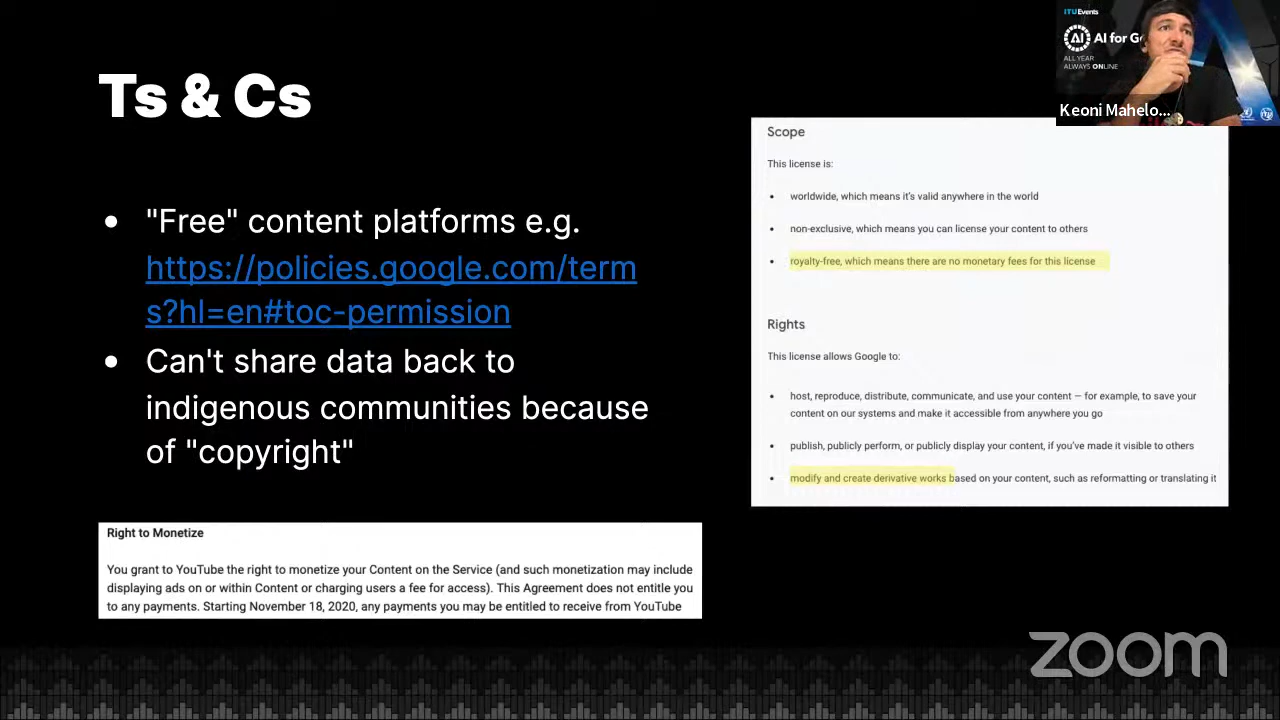 Ts & Cs
• "Free" content platforms e.g.
https://policies.google.com/term
s?hl=en#toc-permission
• Can't share data back to
indigenous communities because
of "copyright"
Right to Monetize
You grant to YouTube the right to monetize your Content on the Service (and such monetization may include
displaying ads on or within Content or charging users a fee for access). This Agreement does not entitle you
to any payments. Starting November 18, 2020, any payments you may be entitled to receive from YouTube
ITUEvents
AI
AI for Go
ALL YEAR
ALWAYS ONLINE
Keoni Mahelo...
Scope
This license is:
• worldwide, which means it's valid anywhere in the world
• non-exclusive, which means you can license your content to others
• royalty-free, which means there are no monetary fees for this license
Rights
This license allows Google to:
• host, reproduce, distribute, communicate, and use your content — for example, to save your
content on our systems and make it accessible from anywhere you go
• publish, publicly perform, or publicly display your content, if you've made it visible to others
• modify and create derivative works based on your content, such as reformatting or translating it
zoom